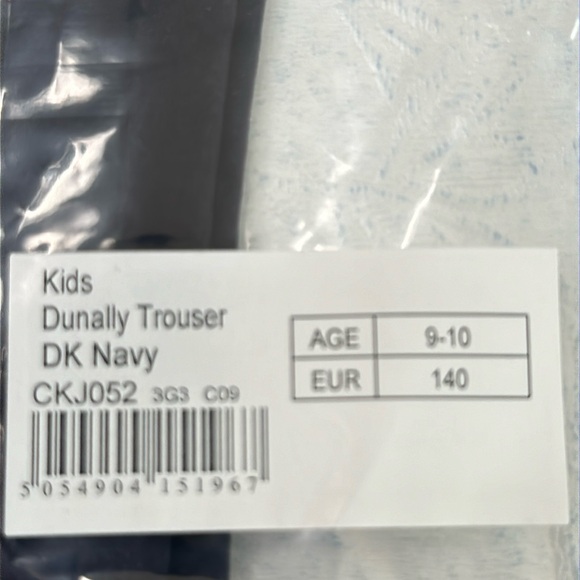 Kids
Dunally Trouser
DK Navy
CKJ052 3G3 C09
AGE 9-10
EUR 140
5 054904 151967